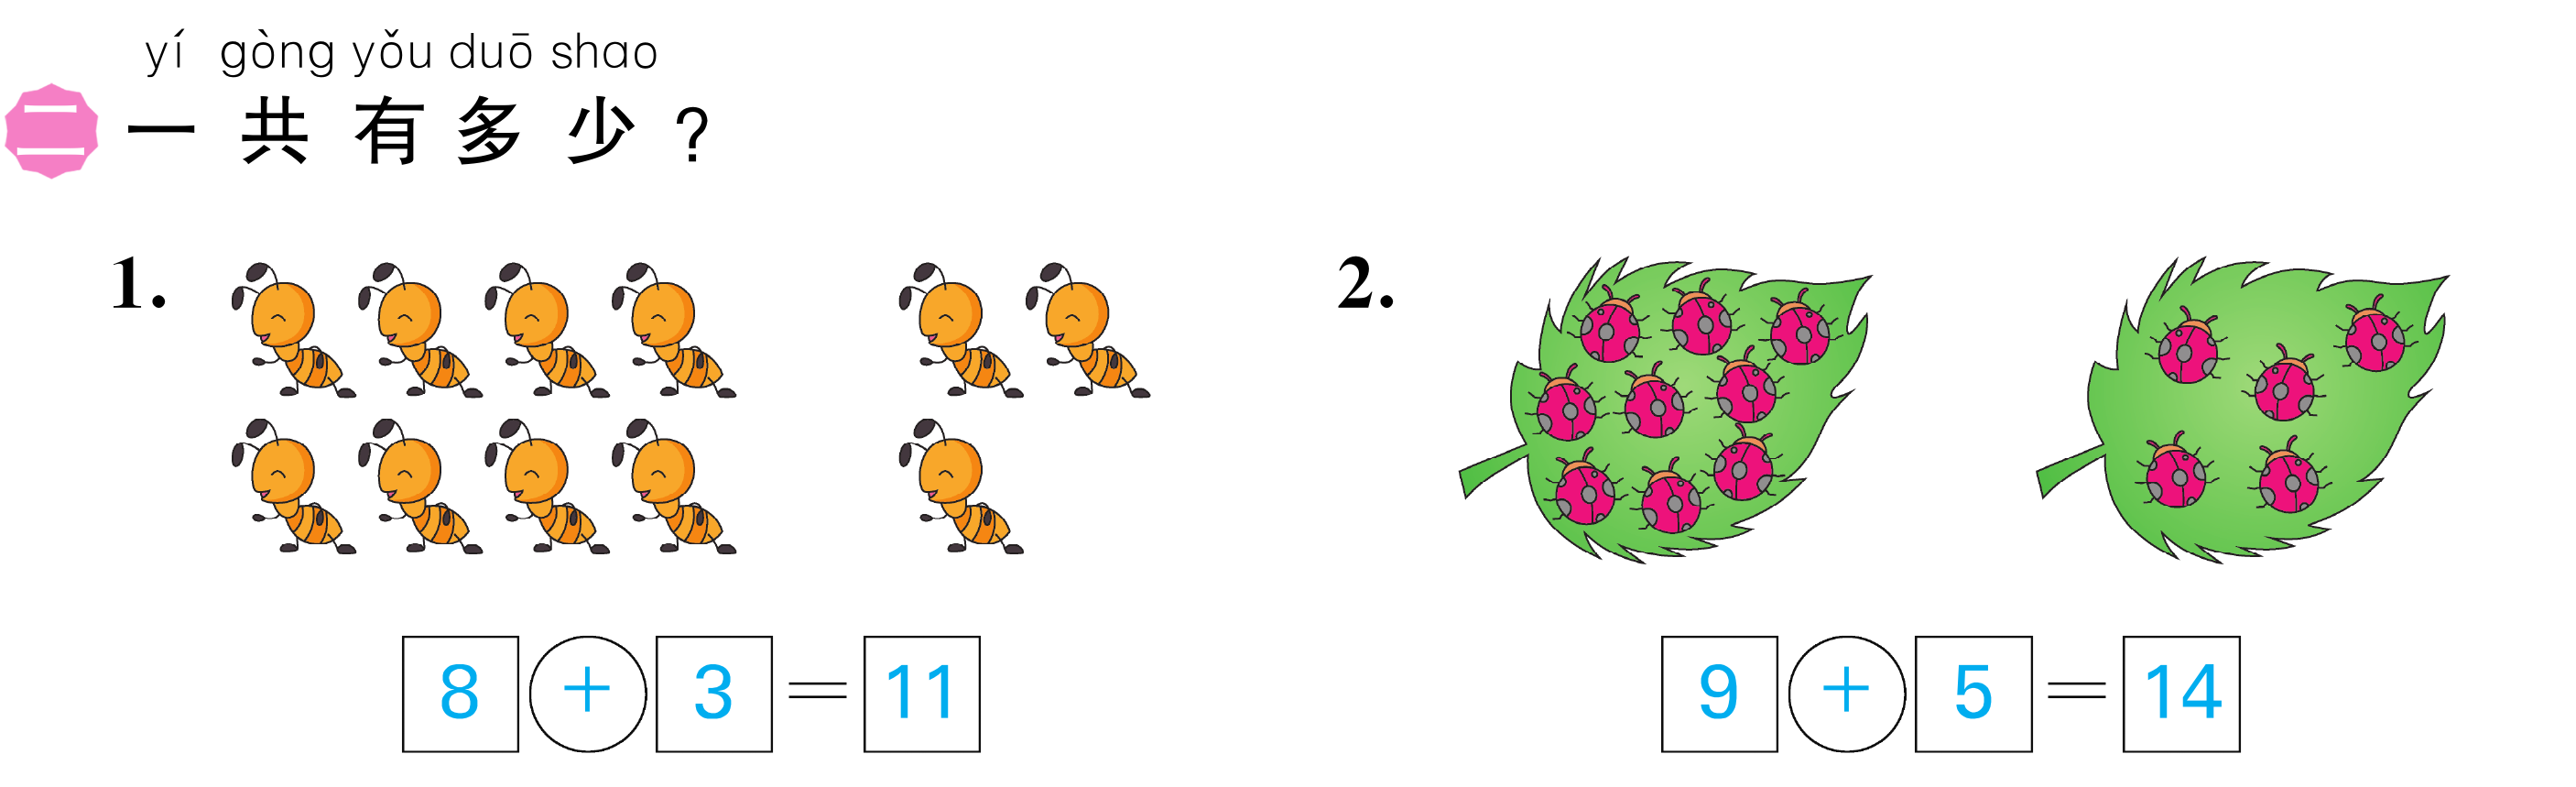 yí gòng yǒu duō shao
二 一 共 有 多 少 ?
1. 2.
8 + 3 = 11 9 + 5 = 14